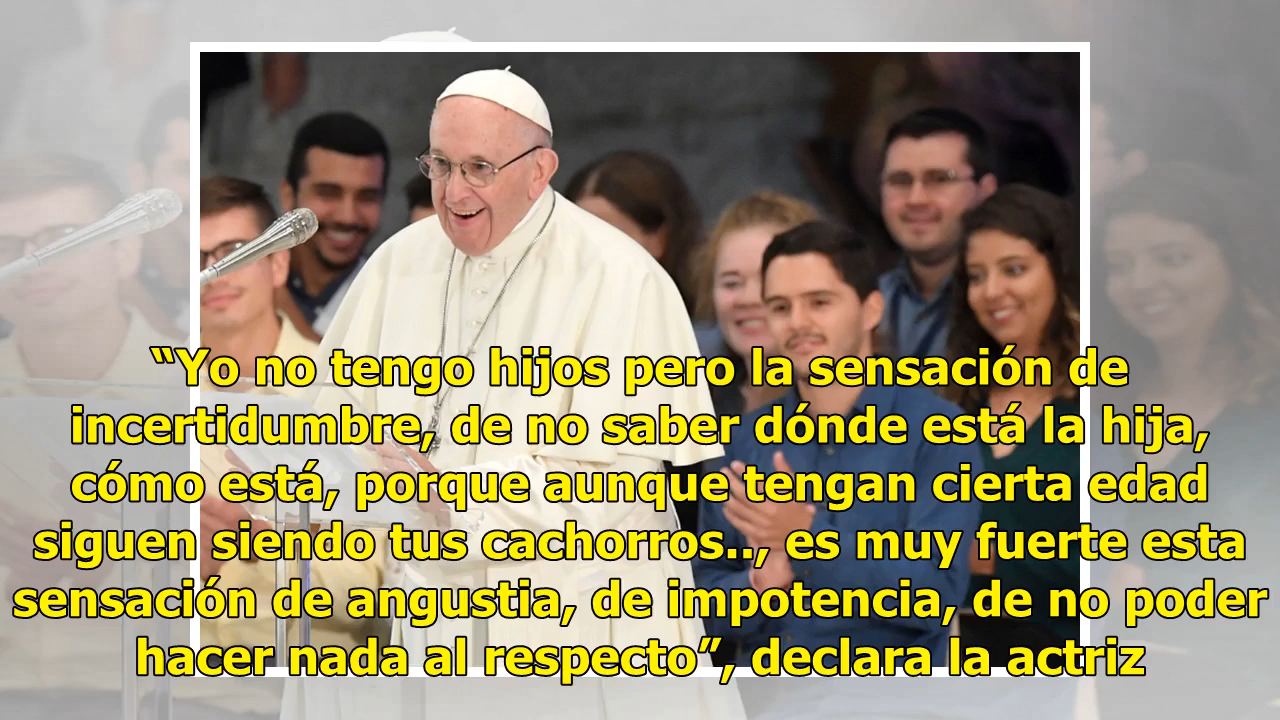 “Yo no tengo hijos pero la sensación de
incertidumbre, de no saber dónde está la hija,
cómo está, porque aunque tengan cierta edad
siguen siendo tus cachorros.., es muy fuerte esta
sensación de angustia, de impotencia, de no poder
hacer nada al respecto”, declara la actriz